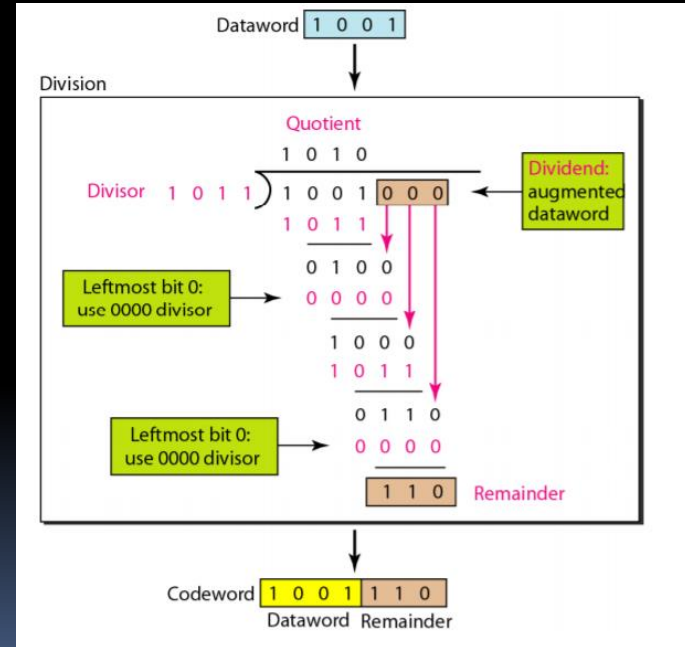 Dataword 1 0 0 1
Division
Quotient
1 0 1 0
Divisor 1 0 1 1 1 0 0 1 0 0 0
Dividend:
augmented
dataword
1 0 1 1
0 1 0 0
Leftmost bit 0:
use 0000 divisor
0 0 0 0
1 0 0 0
1 0 1 1
0 1 1 0
Leftmost bit 0:
use 0000 divisor
0 0 0 0
1 1 0 Remainder
Codeword 1 0 0 1 1 1 0
Dataword Remainder